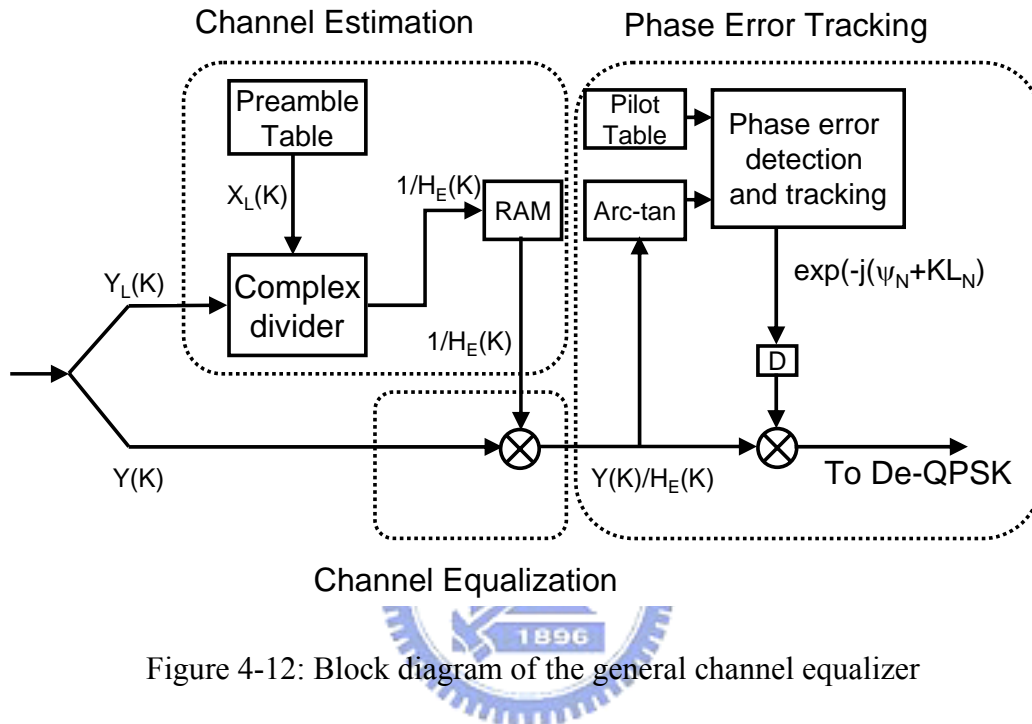 Channel Estimation
Phase Error Tracking
Preamble
Table
Pilot
Table
Phase error
detection
and tracking
X_L(K)
1/H_E(K)
RAM
Arc-tan
Y_L(K)
Complex
divider
exp(-j(ψ_N+KL_N)
1/H_E(K)
D
Y(K)
Y(K)/H_E(K)
To De-QPSK
Channel Equalization
1896
Figure 4-12: Block diagram of the general channel equalizer